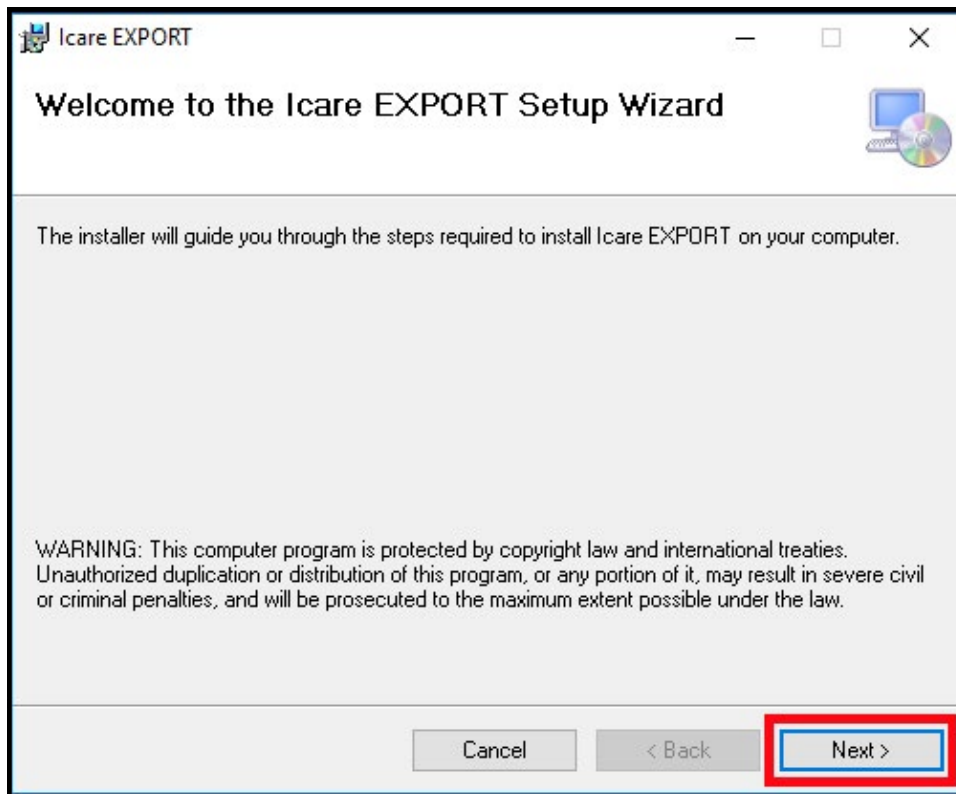 Icare EXPORT
Welcome to the Icare EXPORT Setup Wizard
The installer will guide you through the steps required to install Icare EXPORT on your computer.
WARNING: This computer program is protected by copyright law and international treaties.
Unauthorized duplication or distribution of this program, or any portion of it, may result in severe civil
or criminal penalties, and will be prosecuted to the maximum extent possible under the law.
Cancel < Back Next >